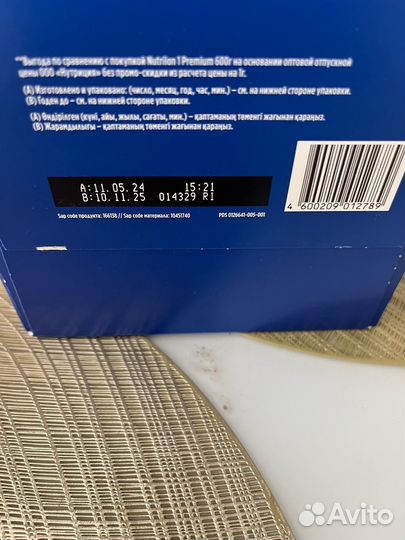 **Выгода по сравнению с покупкой Nutrilon 1 Premium 600г на основании оптовой отпускной
цены ООО «Нутриция» без промо-скидки из расчета цены на 1г.
(А) Изготовлено и упаковано: (число, месяц, год, час, мин.) – см. на нижней стороне упаковки.
(В) Годен до – см. на нижней стороне упаковки.
(А) Өндірілген (күні, айы, жылы, сағаты, мин.) – қаптаманың төменгі жағынан қараңыз.
(В) Жарамдылығы: – қаптаманың төменгі жағынан қараңыз.
A:11.05.24 15:21
B:10.11.25 014329 R1
Sap code продукта: 166138 // Sap code материала: 10451740 PDS 0126641-005-001
4 600209 012789
Avito